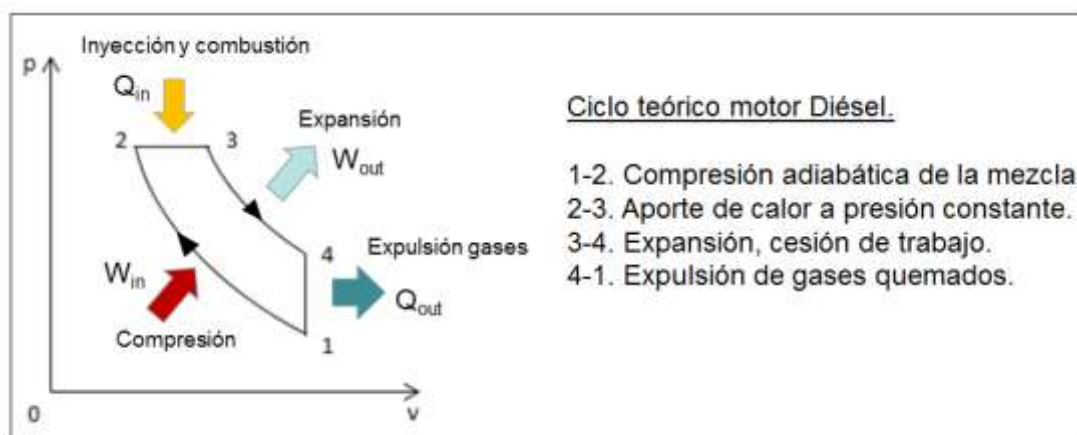 Inyección y combustión
p
Qin
Expansión
2
3
Wout
Expulsión gases
4
Win
Qout
Compresión
1
0
v
Ciclo teórico motor Diésel.
1-2. Compresión adiabática de la mezcla
2-3. Aporte de calor a presión constante.
3-4. Expansión, cesión de trabajo.
4-1. Expulsión de gases quemados.